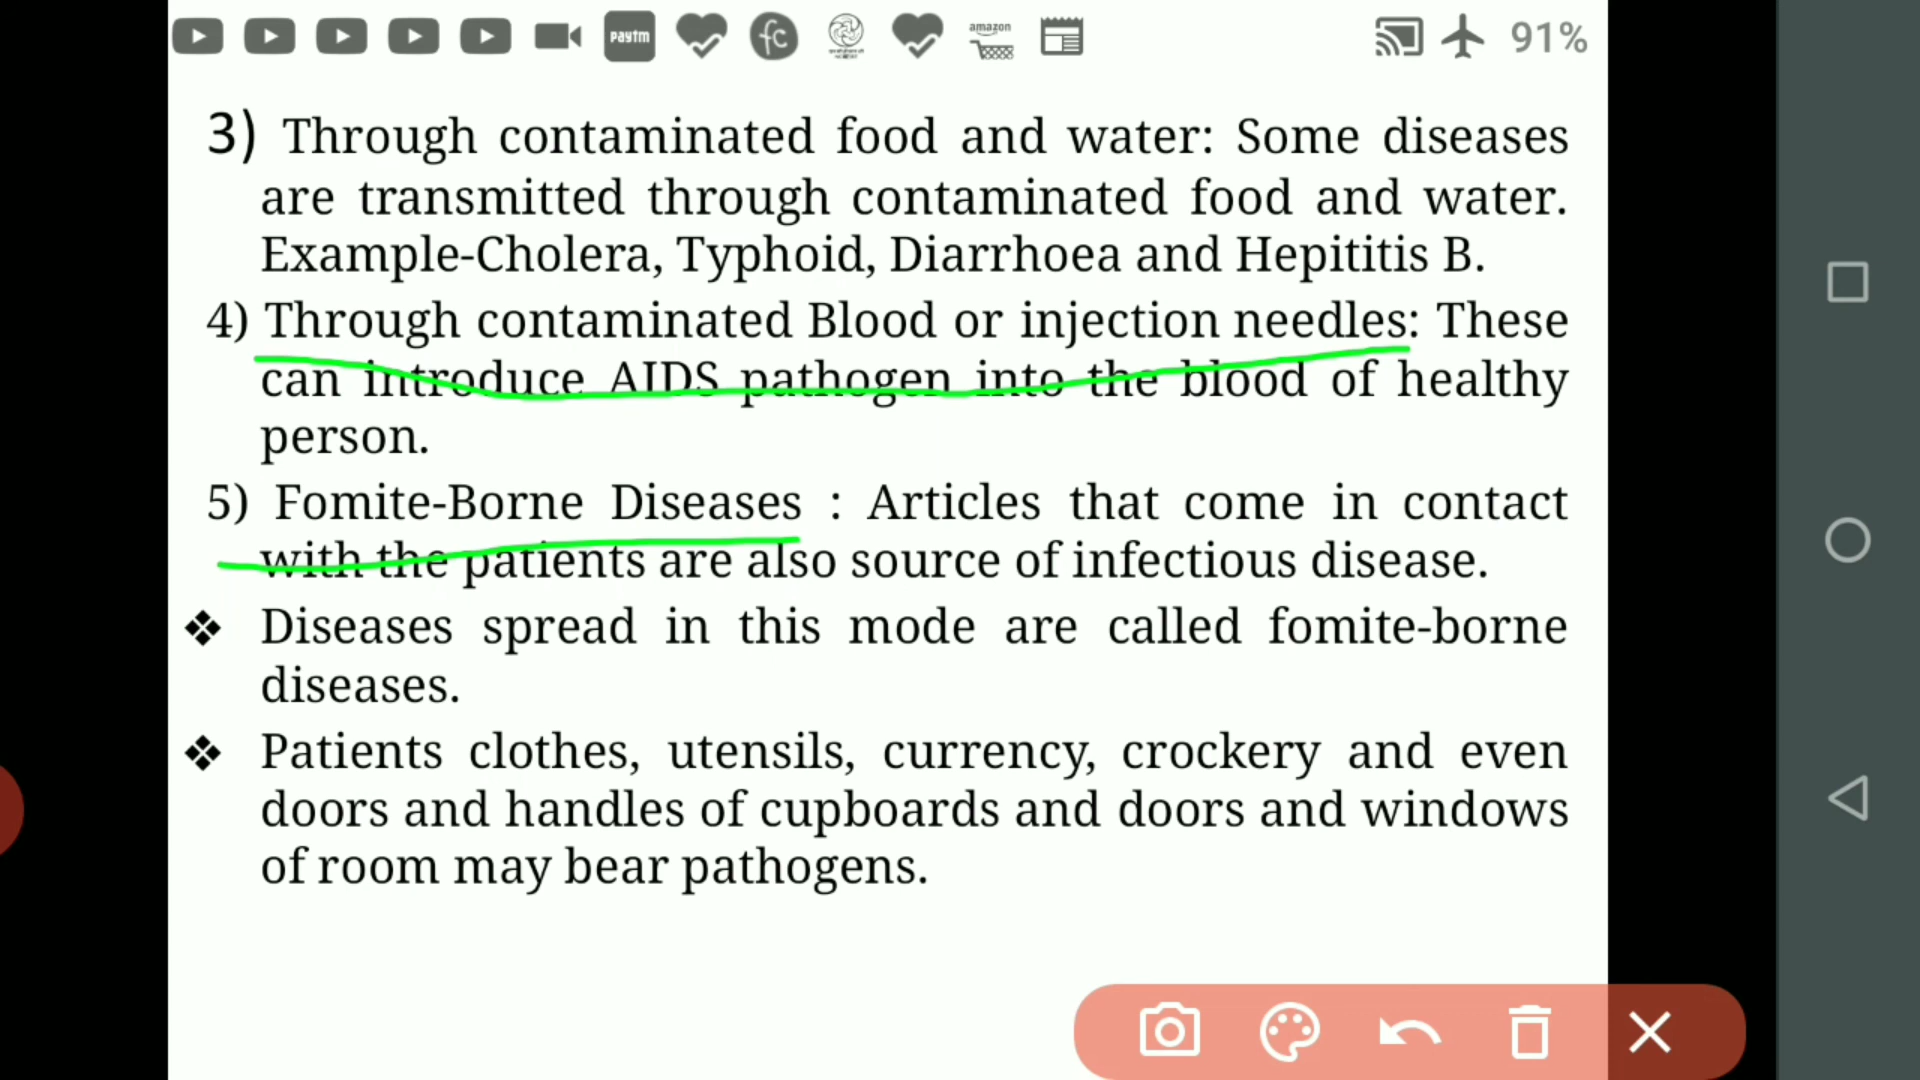 paytm fc amazon 91%
3) Through contaminated food and water: Some diseases
are transmitted through contaminated food and water.
Example-Cholera, Typhoid, Diarrhoea and Hepititis B.
4) Through contaminated Blood or injection needles: These
can introduce AIDS pathogen into the blood of healthy
person.
5) Fomite-Borne Diseases : Articles that come in contact
with the patients are also source of infectious disease.
❖ Diseases spread in this mode are called fomite-borne
diseases.
❖ Patients clothes, utensils, currency, crockery and even
doors and handles of cupboards and doors and windows
of room may bear pathogens.